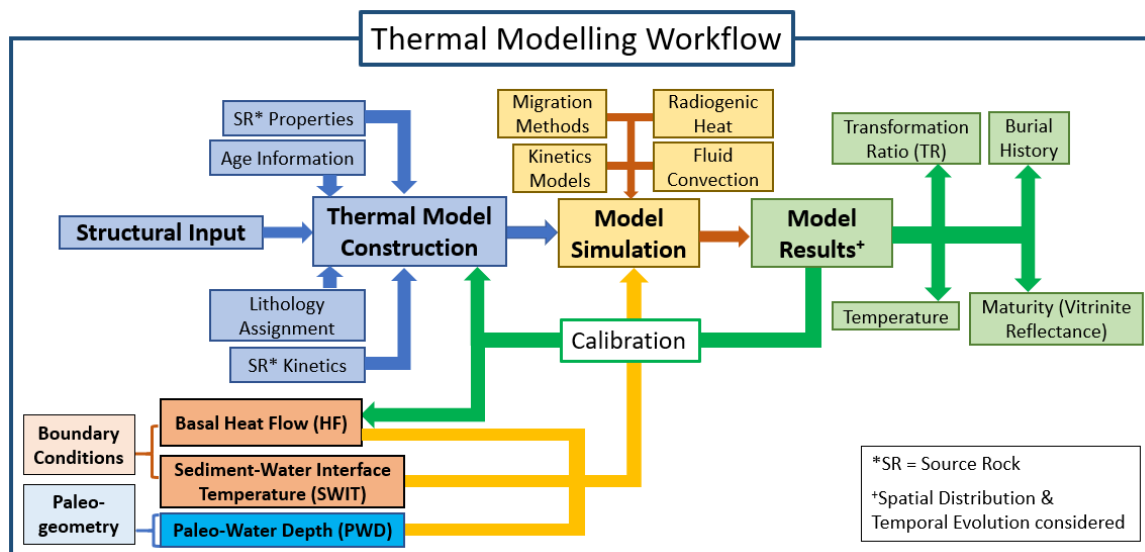 Thermal Modelling Workflow
SR* Properties
Age Information
Structural Input
Thermal Model
Construction
Lithology
Assignment
SR* Kinetics
Migration
Methods
Radiogenic
Heat
Kinetics
Models
Fluid
Convection
Model
Simulation
Model
Results⁺
Transformation
Ratio (TR)
Burial
History
Temperature
Maturity (Vitrinite
Reflectance)
Calibration
Boundary
Conditions
Basal Heat Flow (HF)
Sediment-Water Interface
Temperature (SWIT)
Paleo-
geometry
Paleo-Water Depth (PWD)
*SR = Source Rock
⁺Spatial Distribution &
Temporal Evolution considered